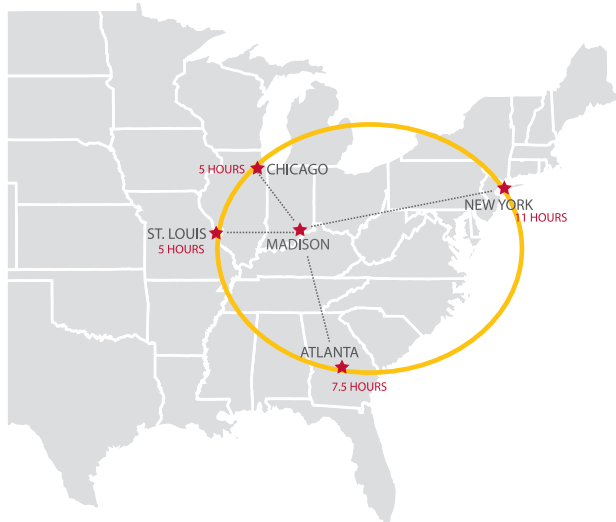 5 HOURS
CHICAGO
NEW YORK
11 HOURS
ST. LOUIS
5 HOURS
MADISON
ATLANTA
7.5 HOURS